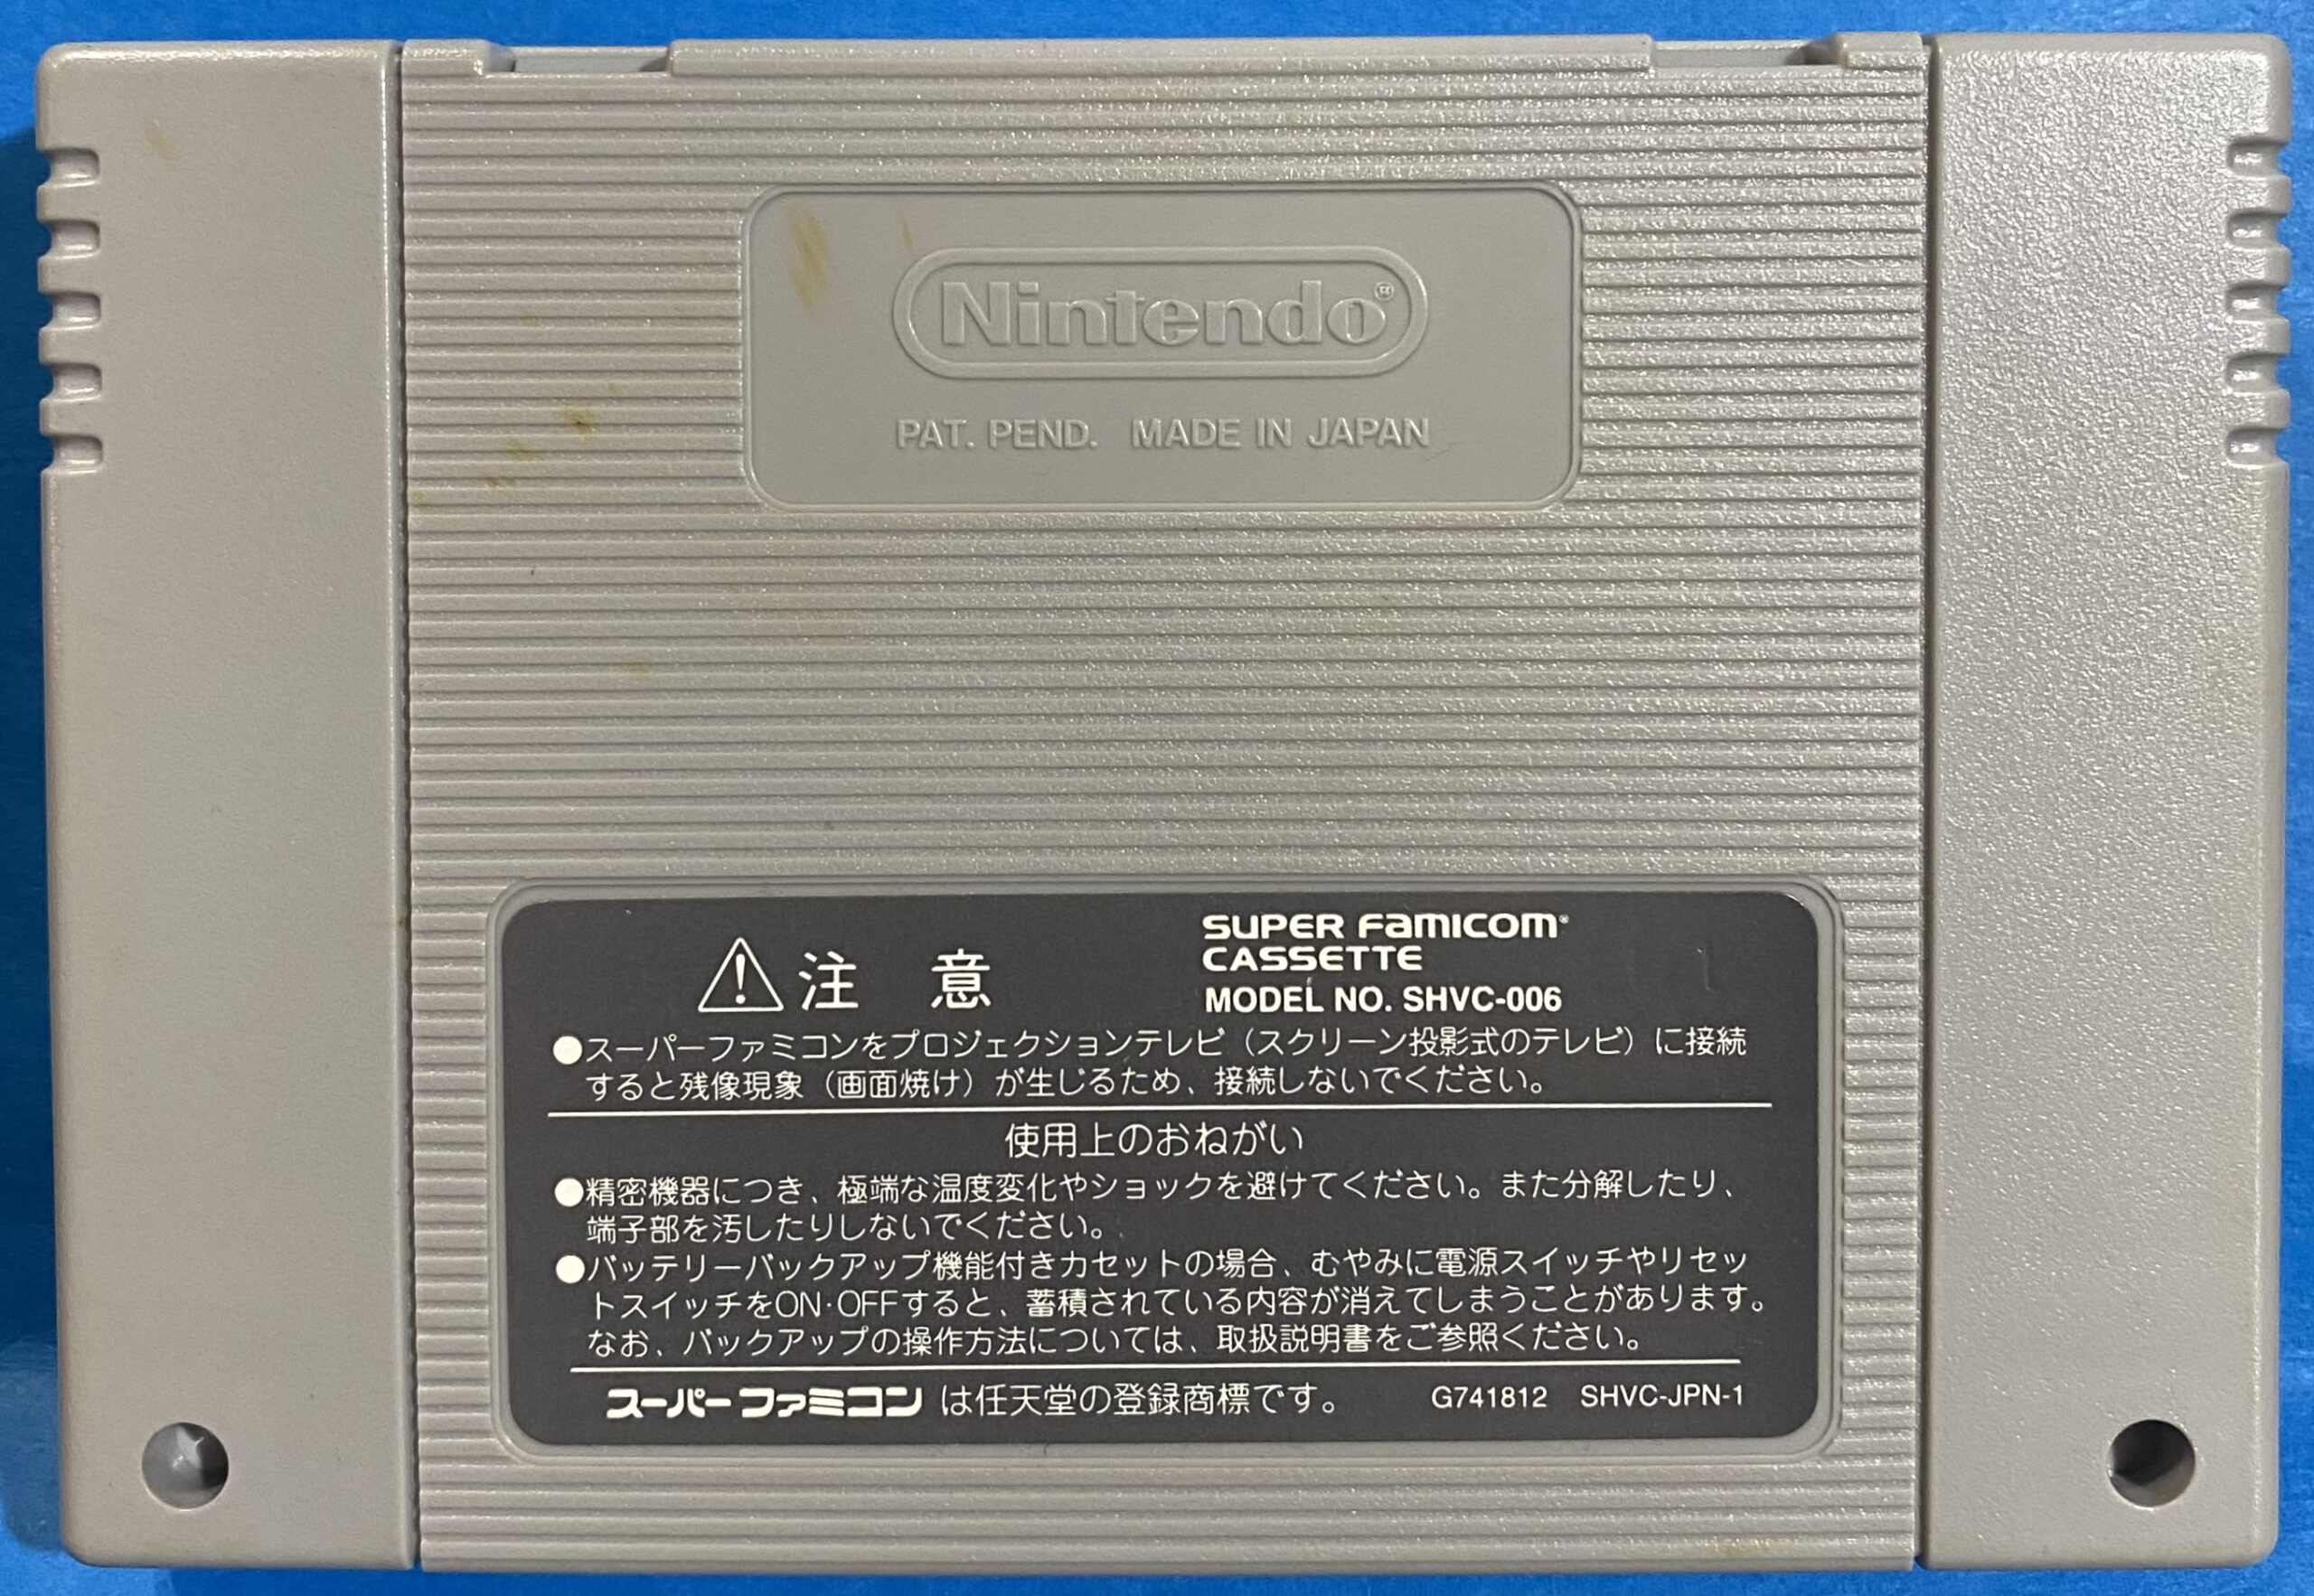 Nintendo®
PAT. PEND. MADE IN JAPAN
⚠注 意
SUPER FAMICOM®
CASSETTE
MODEL NO. SHVC-006
●スーパーファミコンをプロジェクションテレビ（スクリーン投影式のテレビ）に接続
すると残像現象（画面焼け）が生じるため、接続しないでください。
使用上のおねがい
●精密機器につき、極端な温度変化やショックを避けてください。また分解したり、
端子部を汚したりしないでください。
●バッテリーバックアップ機能付きカセットの場合、むやみに電源スイッチやリセッ
トスイッチをON·OFFすると、蓄積されている内容が消えてしまうことがあります。
なお、バックアップの操作方法については、取扱説明書をご参照ください。
スーパーファミコン は任天堂の登録商標です。 G741812 SHVC-JPN-1